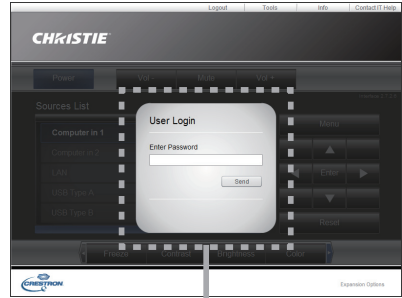 Logout Tools Info Contact IT Help
CHRISTIE
Power Vol - Mute Vol +
Sources List
Computer in 1
Computer in 2
LAN
USB Type A
USB Type B
User Login
Enter Password
Send
Menu
Enter
Reset
Freeze Contrast Brightness Color
CRESTRON
Expansion Options